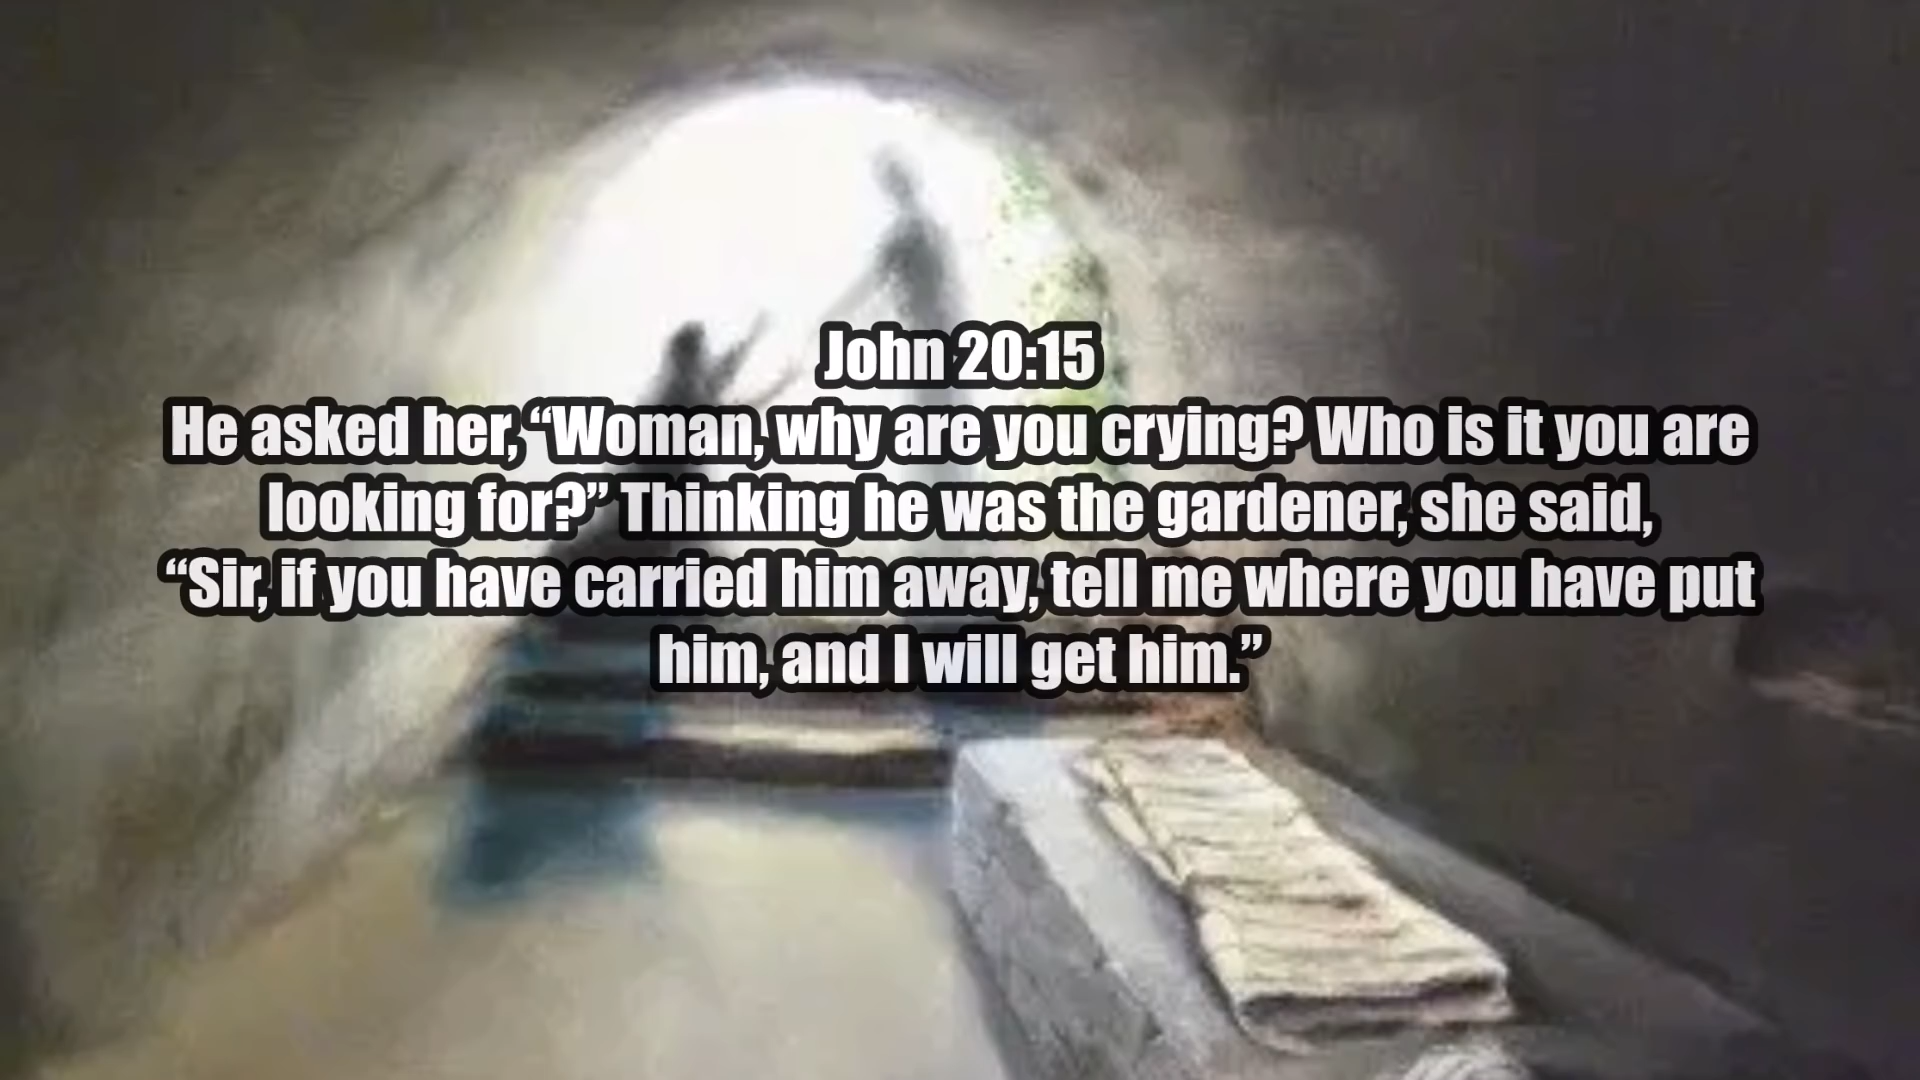 John 20:15
He asked her, “Woman, why are you crying? Who is it you are
looking for?” Thinking he was the gardener, she said,
“Sir, if you have carried him away, tell me where you have put
him, and I will get him.”